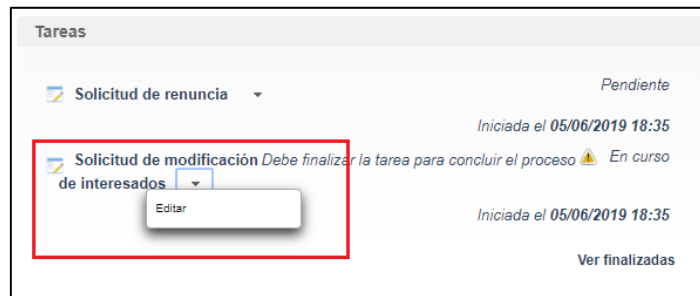 Tareas
Solicitud de renuncia
Pendiente
Iniciada el 05/06/2019 18:35
Solicitud de modificación Debe finalizar la tarea para concluir el proceso En curso
de interesados
Editar
Iniciada el 05/06/2019 18:35
Ver finalizadas